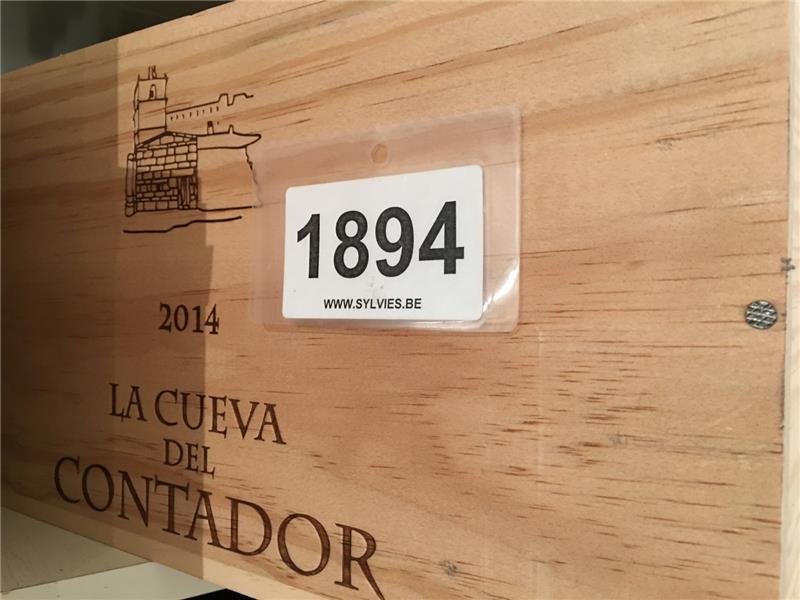 1894
WWW.SYLVIES.BE
2014
LA CUEVA
DEL
CONTADOR